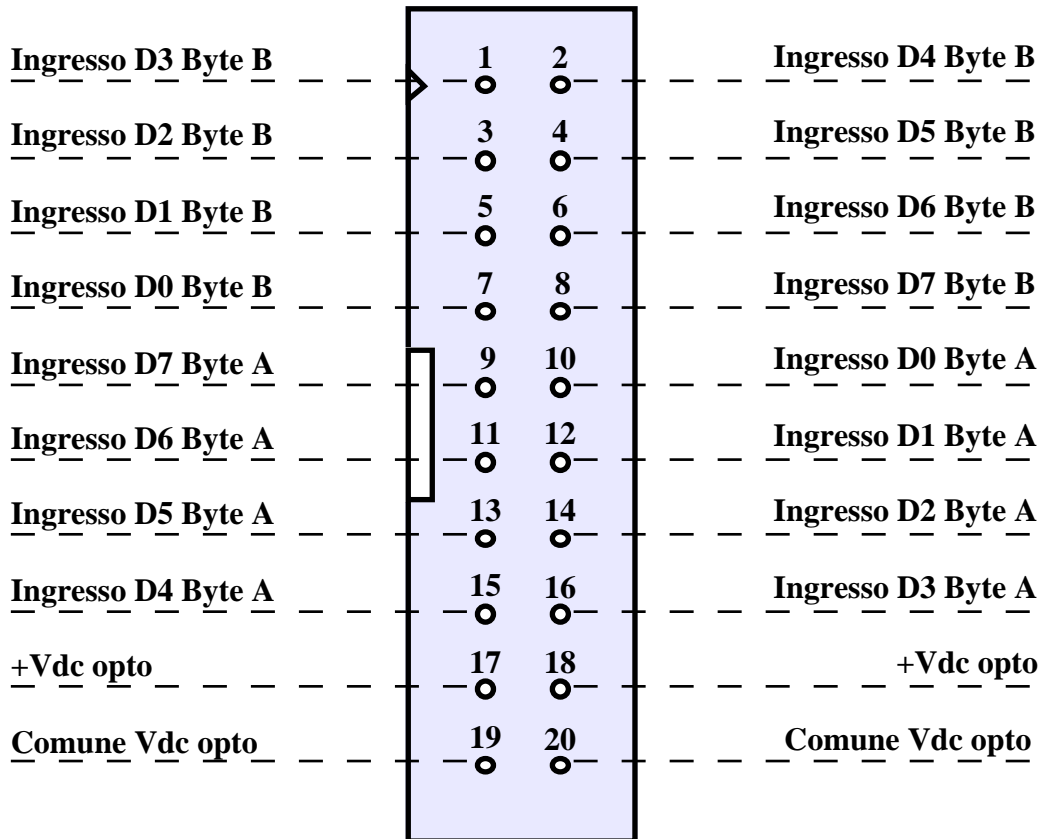 Ingresso D3 Byte B 1 2 Ingresso D4 Byte B
Ingresso D2 Byte B 3 4 Ingresso D5 Byte B
Ingresso D1 Byte B 5 6 Ingresso D6 Byte B
Ingresso D0 Byte B 7 8 Ingresso D7 Byte B
Ingresso D7 Byte A 9 10 Ingresso D0 Byte A
Ingresso D6 Byte A 11 12 Ingresso D1 Byte A
Ingresso D5 Byte A 13 14 Ingresso D2 Byte A
Ingresso D4 Byte A 15 16 Ingresso D3 Byte A
+Vdc opto 17 18 +Vdc opto
Comune Vdc opto 19 20 Comune Vdc opto